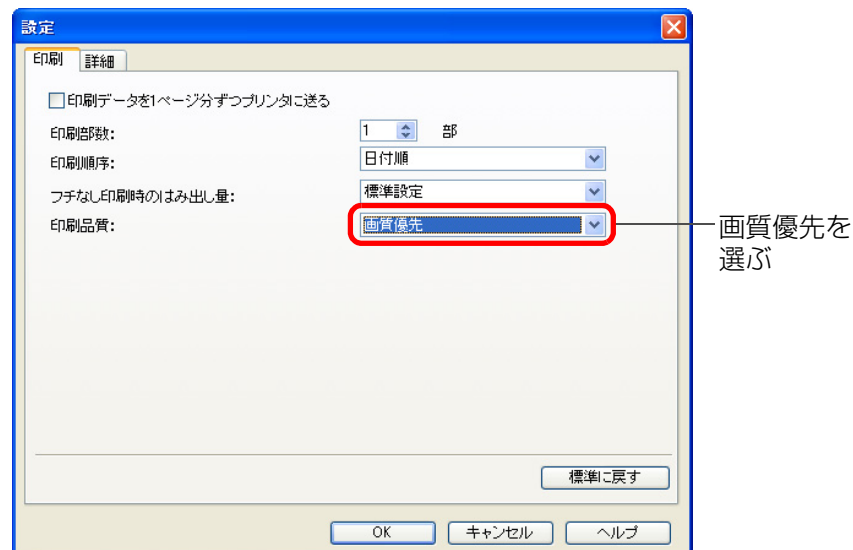 設定
印刷 詳細
印刷データを1ページ分ずつプリンタに送る
印刷部数: 1 部
印刷順序: 日付順
フチなし印刷時のはみ出し量: 標準設定
印刷品質: 画質優先
画質優先を
選ぶ
標準に戻す
OK キャンセル ヘルプ